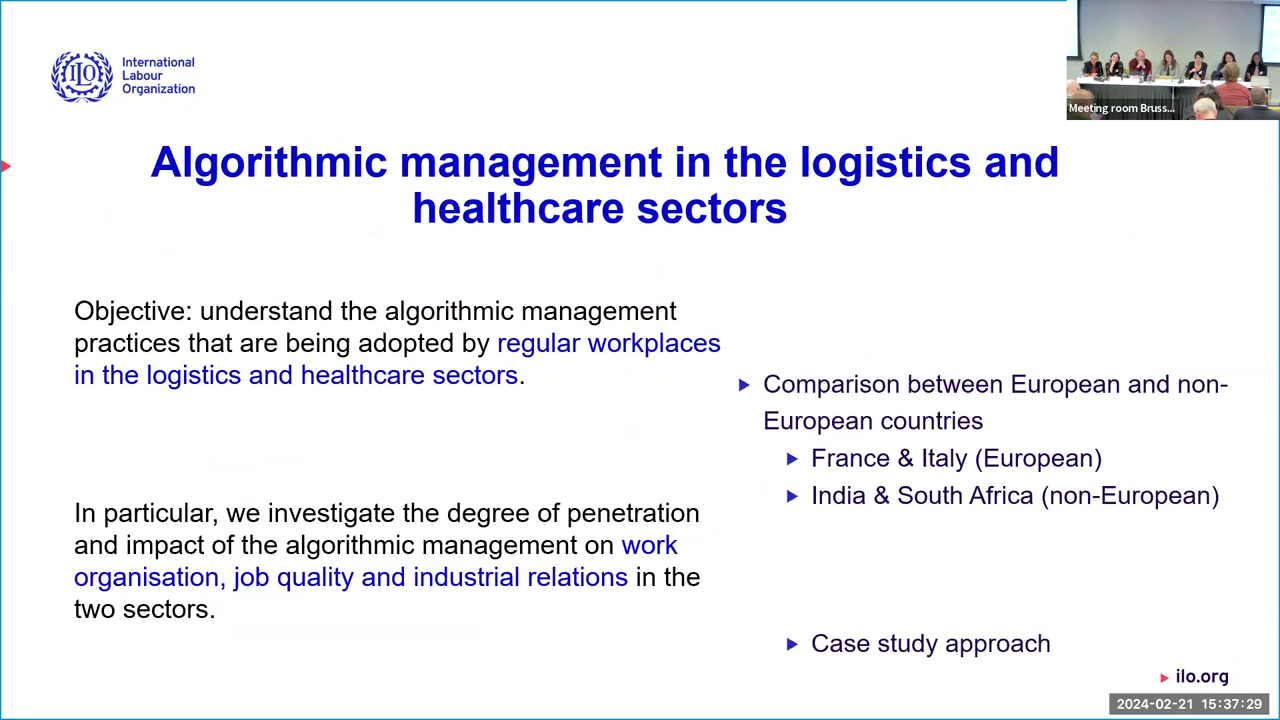 International
Labour
Organization
Meeting room Bruss...
Algorithmic management in the logistics and
healthcare sectors
Objective: understand the algorithmic management
practices that are being adopted by regular workplaces
in the logistics and healthcare sectors.
In particular, we investigate the degree of penetration
and impact of the algorithmic management on work
organisation, job quality and industrial relations in the
two sectors.
Comparison between European and non-
European countries
France & Italy (European)
India & South Africa (non-European)
Case study approach
ilo.org
2024-02-21 15:37:29